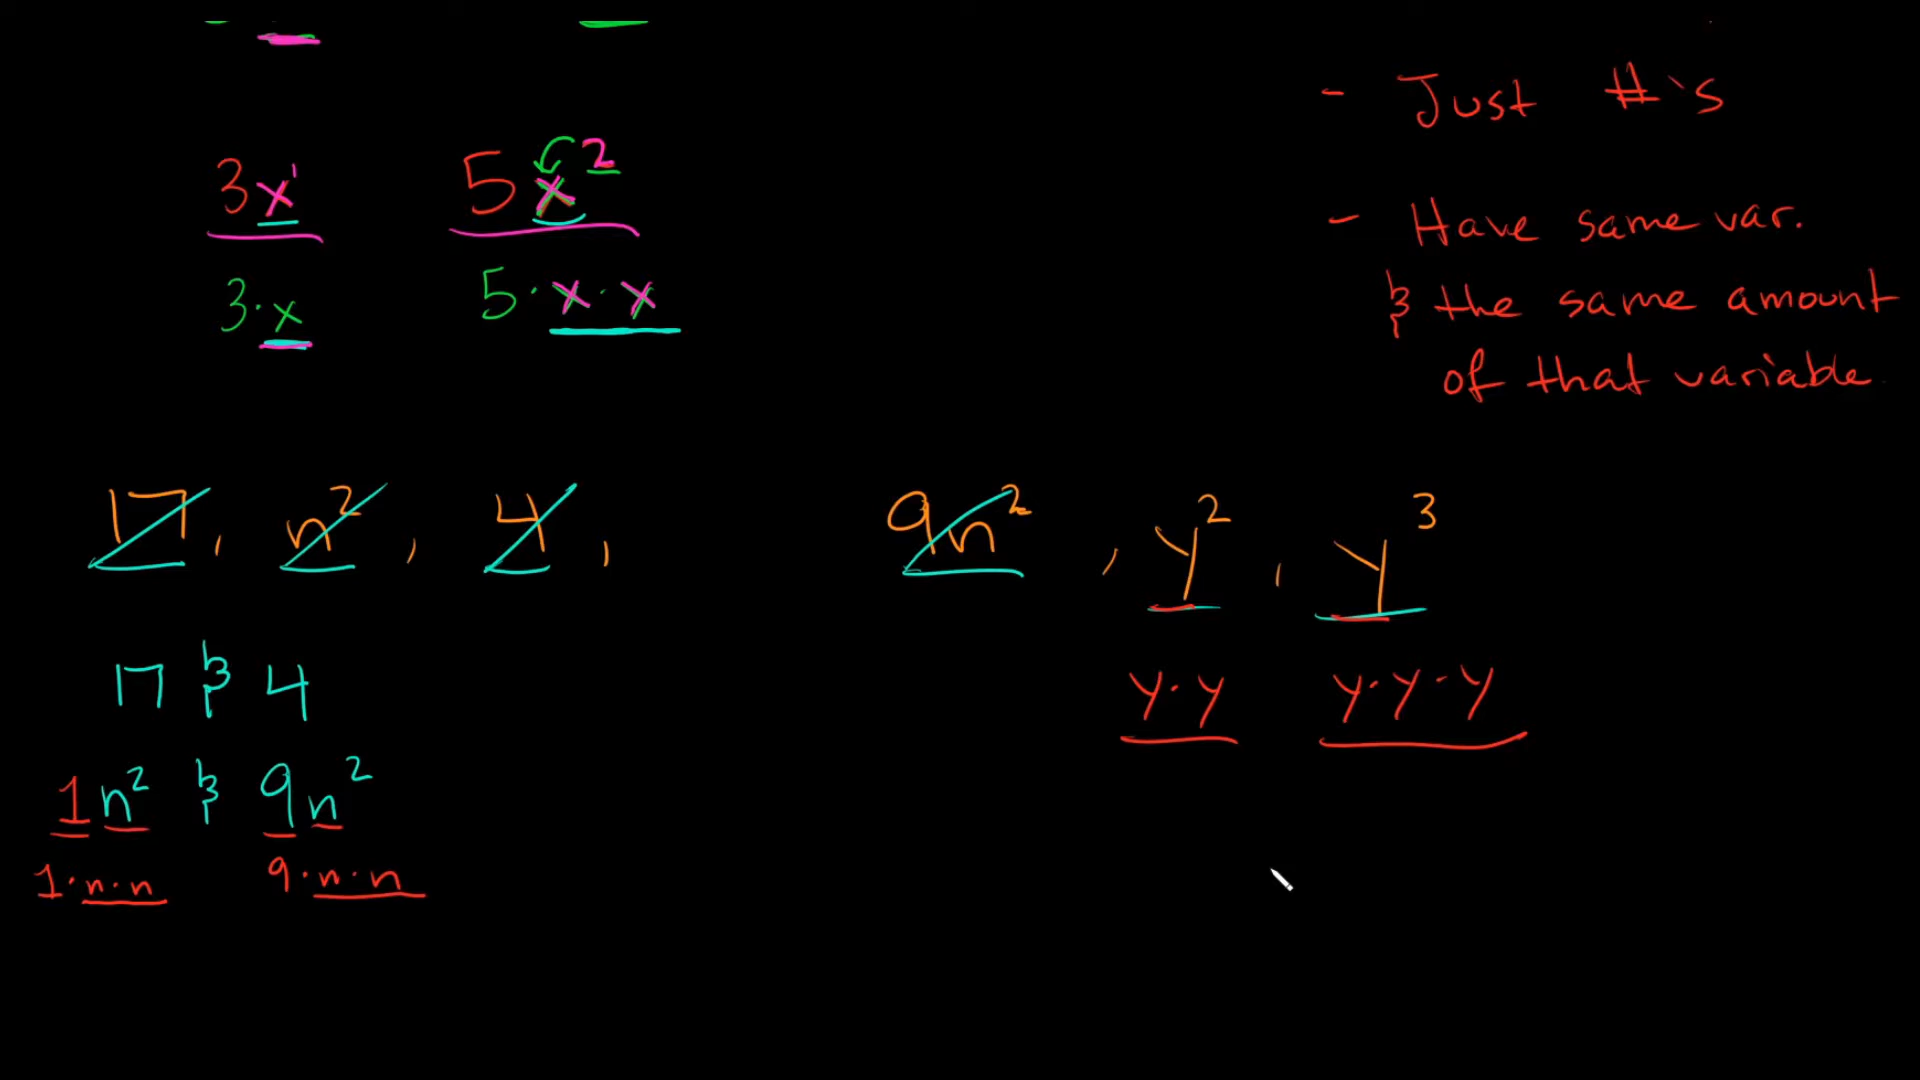 - Just #'s
3x¹ 5x²
- Have same var.
3·x 5·x·x
& the same amount
of that variable
17, n², 4, 9n², y², y³
17 & 4
y·y y·y·y
1n² & 9n²
1·n·n 9·n·n